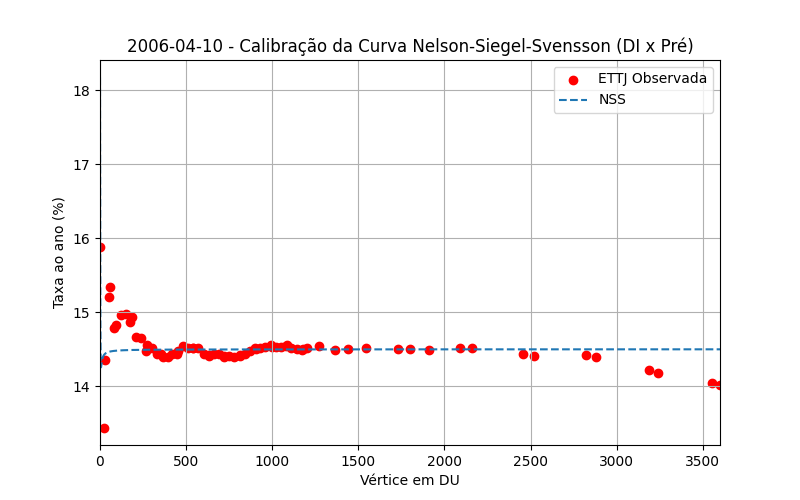 2006-04-10 - Calibração da Curva Nelson-Siegel-Svensson (DI x Pré)
ETTJ Observada
NSS
Taxa ao ano (%)
18
17
16
15
14
0 500 1000 1500 2000 2500 3000 3500
Vértice em DU